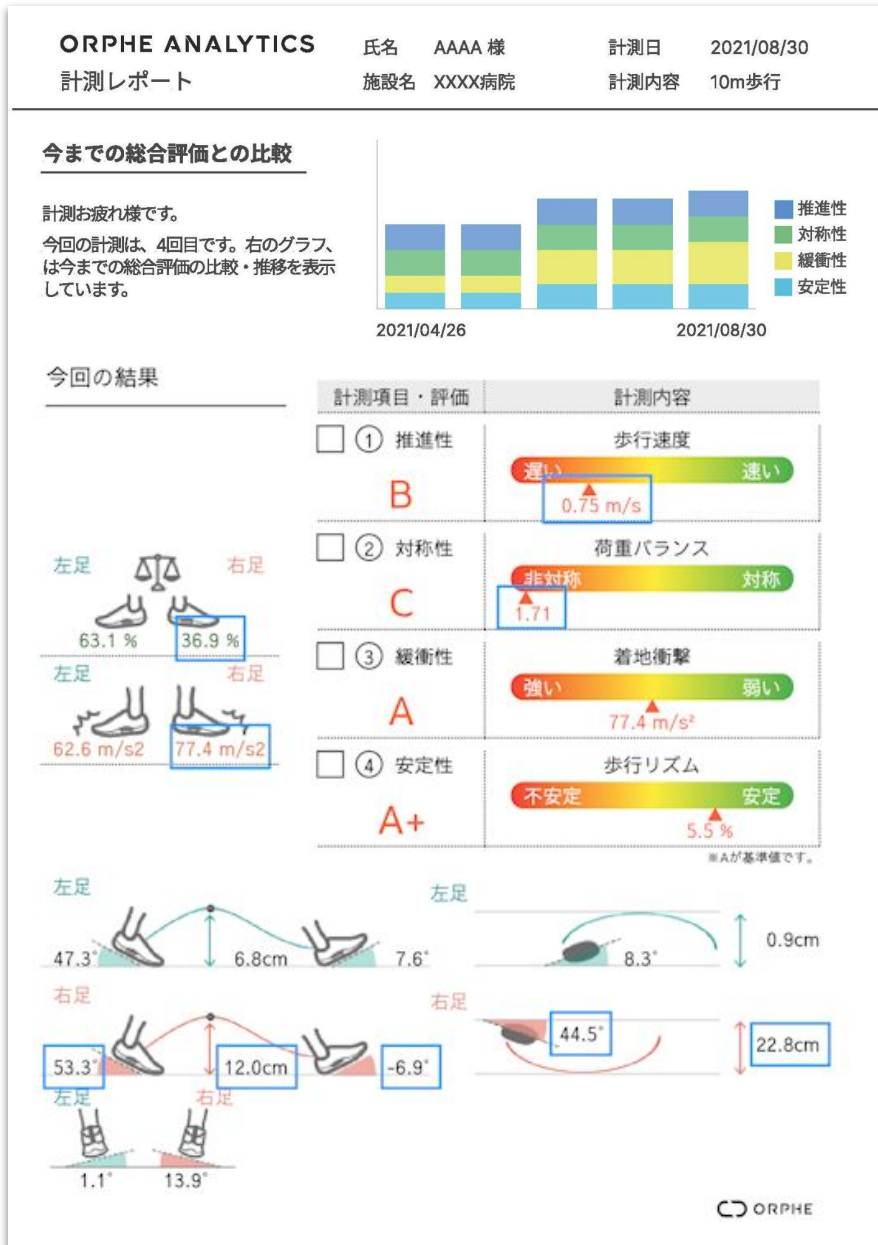 ORPHE ANALYTICS
計測レポート
氏名 AAAA 様
施設名 XXXX病院
計測日 2021/08/30
計測内容 10m歩行
今までの総合評価との比較
計測お疲れ様です。
今回の計測は、4回目です。右のグラフ、
は今までの総合評価の比較・推移を表示
しています。
推進性
対称性
緩衝性
安定性
2021/04/26
2021/08/30
今回の結果
計測項目・評価 計測内容
① 推進性
B
歩行速度
遅い 速い
0.75 m/s
② 対称性
C
荷重バランス
非対称 対称
1.71
③ 緩衝性
A
着地衝撃
強い 弱い
77.4 m/s²
④ 安定性
A+
歩行リズム
不安定 安定
5.5 %
※Aが基準値です。
左足 右足
63.1 % 36.9 %
左足 右足
62.6 m/s2 77.4 m/s2
左足
47.3° 6.8cm 7.6°
左足
8.3° 0.9cm
右足
53.3° 12.0cm -6.9°
右足
44.5° 22.8cm
左足 右足
1.1° 13.9°
ORPHE